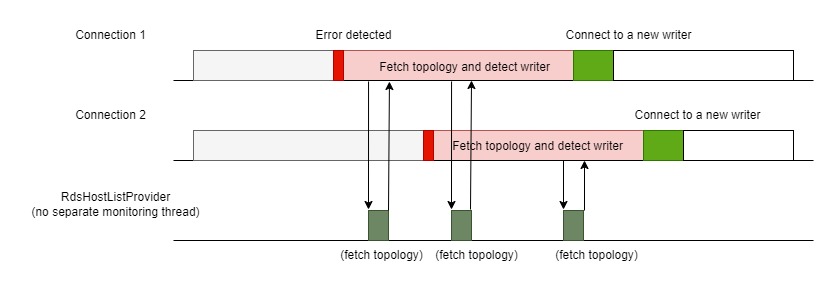 Connection 1
Error detected
Connect to a new writer
Fetch topology and detect writer
Connection 2
Connect to a new writer
Fetch topology and detect writer
RdsHostListProvider
(no separate monitoring thread)
(fetch topology)
(fetch topology)
(fetch topology)